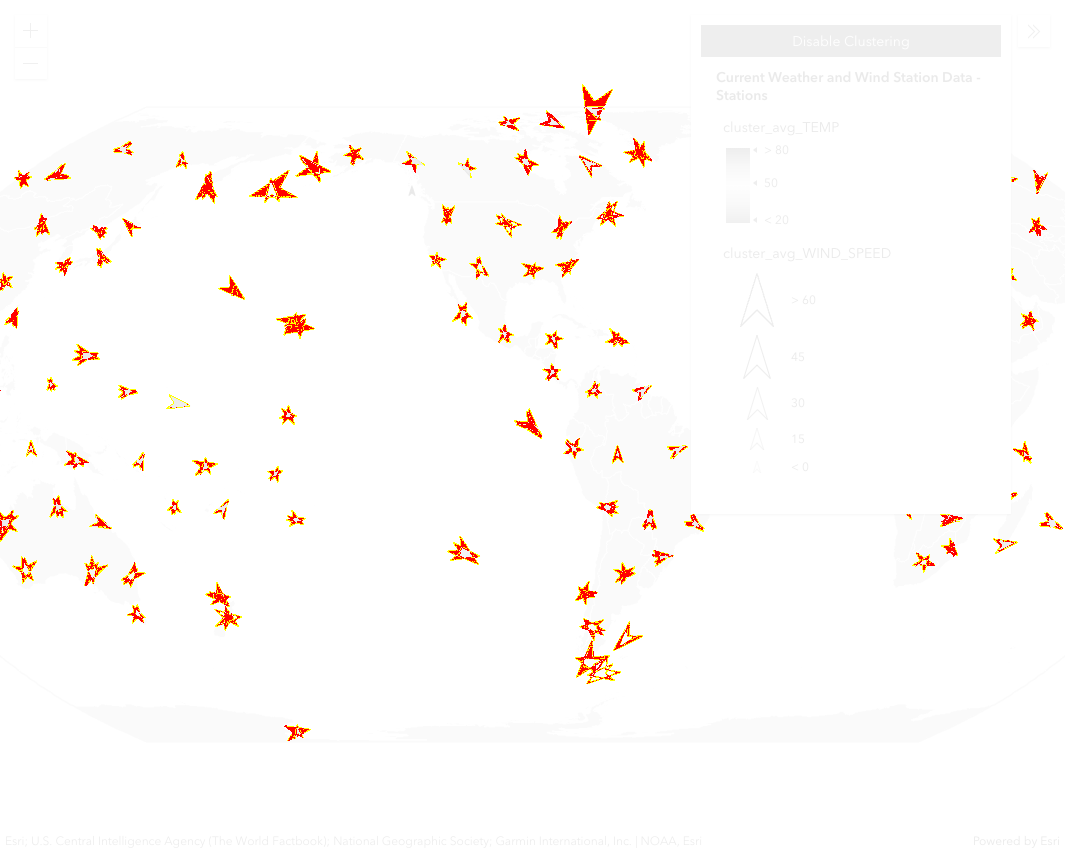 +
−
Disable Clustering
Current Weather and Wind Station Data -
Stations
cluster_avg_TEMP
> 80
50
< 20
cluster_avg_WIND_SPEED
> 60
45
30
15
< 0
Esri; U.S. Central Intelligence Agency (The World Factbook); National Geographic Society; Garmin International, Inc. | NOAA, Esri
Powered by Esri